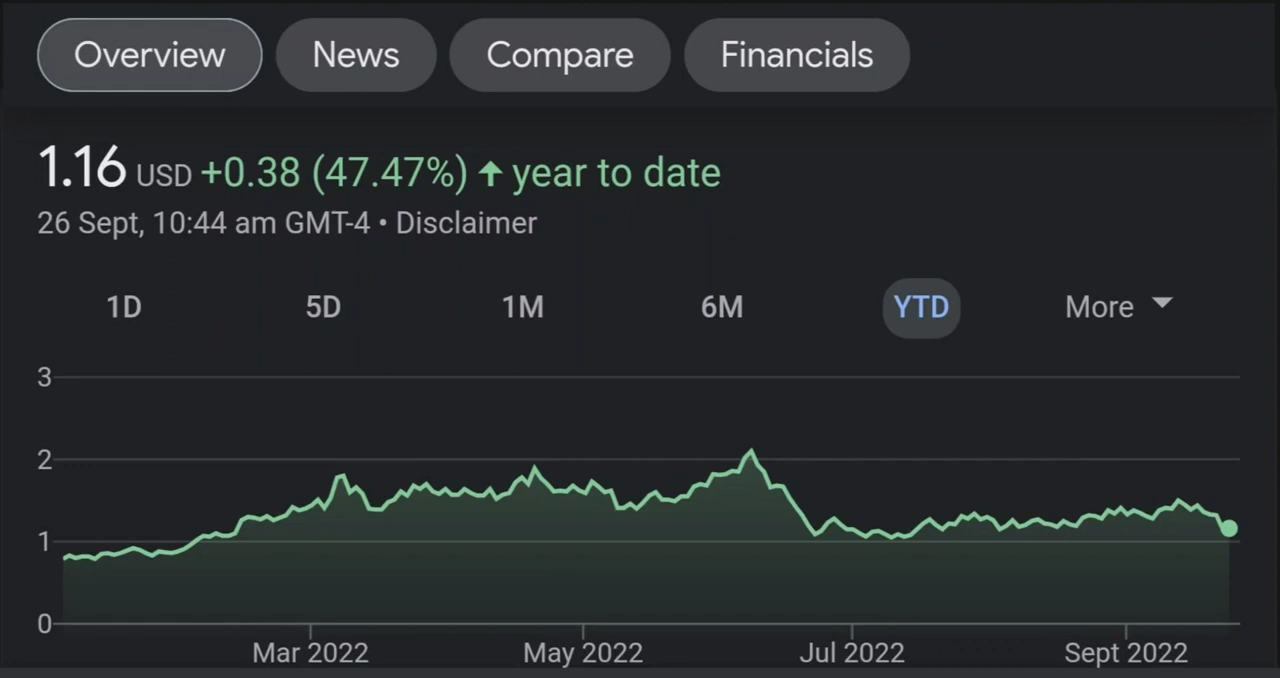 Overview News Compare Financials
1.16 USD +0.38 (47.47%) ↑ year to date
26 Sept, 10:44 am GMT-4 • Disclaimer
1D 5D 1M 6M YTD More
3
2
1
0
Mar 2022 May 2022 Jul 2022 Sept 2022